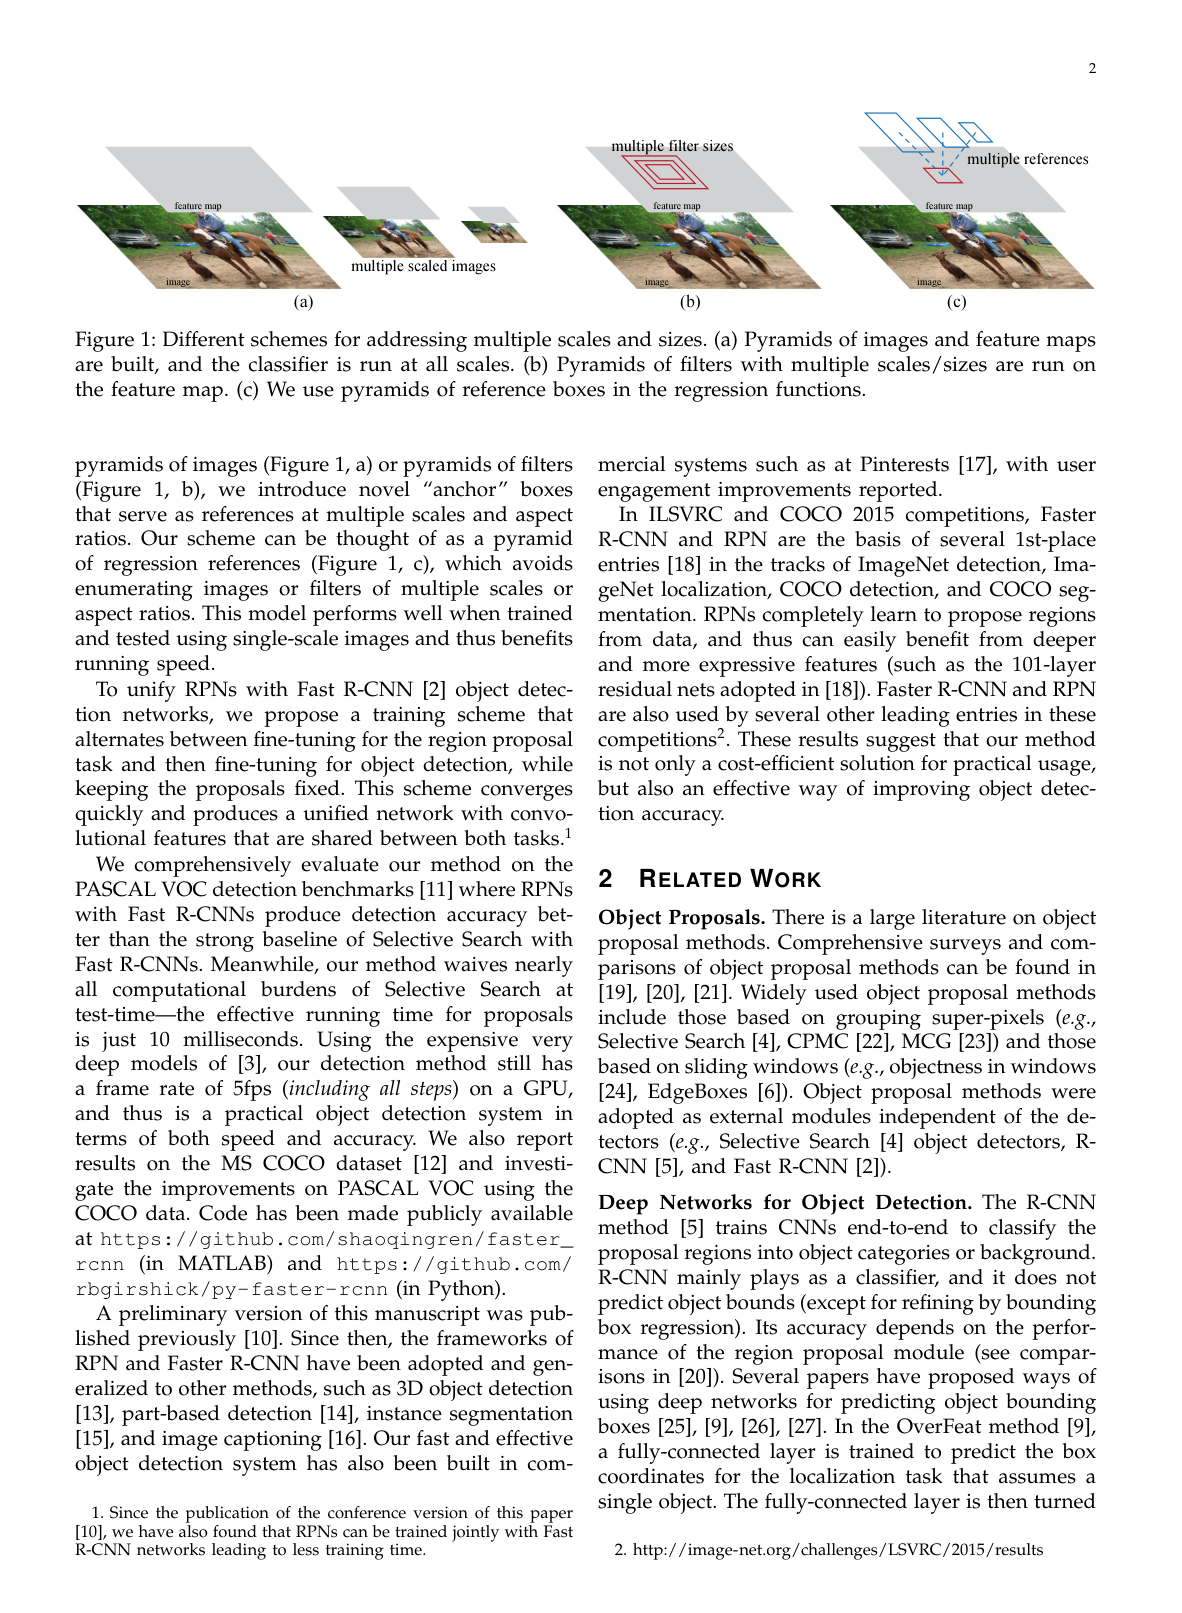 2
multiple filter sizes
multiple references
feature map
feature map
feature map
multiple scaled images
image
image
image
(a)
(b)
(c)
Figure 1: Different schemes for addressing multiple scales and sizes. (a) Pyramids of images and feature maps
are built, and the classifier is run at all scales. (b) Pyramids of filters with multiple scales/sizes are run on
the feature map. (c) We use pyramids of reference boxes in the regression functions.
pyramids of images (Figure 1, a) or pyramids of filters
(Figure 1, b), we introduce novel “anchor” boxes
that serve as references at multiple scales and aspect
ratios. Our scheme can be thought of as a pyramid
of regression references (Figure 1, c), which avoids
enumerating images or filters of multiple scales or
aspect ratios. This model performs well when trained
and tested using single-scale images and thus benefits
running speed.
To unify RPNs with Fast R-CNN [2] object detec-
tion networks, we propose a training scheme that
alternates between fine-tuning for the region proposal
task and then fine-tuning for object detection, while
keeping the proposals fixed. This scheme converges
quickly and produces a unified network with convo-
lutional features that are shared between both tasks.1
We comprehensively evaluate our method on the
PASCAL VOC detection benchmarks [11] where RPNs
with Fast R-CNNs produce detection accuracy bet-
ter than the strong baseline of Selective Search with
Fast R-CNNs. Meanwhile, our method waives nearly
all computational burdens of Selective Search at
test-time—the effective running time for proposals
is just 10 milliseconds. Using the expensive very
deep models of [3], our detection method still has
a frame rate of 5fps (including all steps) on a GPU,
and thus is a practical object detection system in
terms of both speed and accuracy. We also report
results on the MS COCO dataset [12] and investi-
gate the improvements on PASCAL VOC using the
COCO data. Code has been made publicly available
at https://github.com/shaoqingren/faster_
rcnn (in MATLAB) and https://github.com/
rbgirshick/py-faster-rcnn (in Python).
A preliminary version of this manuscript was pub-
lished previously [10]. Since then, the frameworks of
RPN and Faster R-CNN have been adopted and gen-
eralized to other methods, such as 3D object detection
[13], part-based detection [14], instance segmentation
[15], and image captioning [16]. Our fast and effective
object detection system has also been built in com-
1. Since the publication of the conference version of this paper
[10], we have also found that RPNs can be trained jointly with Fast
R-CNN networks leading to less training time.
mercial systems such as at Pinterests [17], with user
engagement improvements reported.
In ILSVRC and COCO 2015 competitions, Faster
R-CNN and RPN are the basis of several 1st-place
entries [18] in the tracks of ImageNet detection, Ima-
geNet localization, COCO detection, and COCO seg-
mentation. RPNs completely learn to propose regions
from data, and thus can easily benefit from deeper
and more expressive features (such as the 101-layer
residual nets adopted in [18]). Faster R-CNN and RPN
are also used by several other leading entries in these
competitions2. These results suggest that our method
is not only a cost-efficient solution for practical usage,
but also an effective way of improving object detec-
tion accuracy.
2 RELATED WORK
Object Proposals. There is a large literature on object
proposal methods. Comprehensive surveys and com-
parisons of object proposal methods can be found in
[19], [20], [21]. Widely used object proposal methods
include those based on grouping super-pixels (e.g.,
Selective Search [4], CPMC [22], MCG [23]) and those
based on sliding windows (e.g., objectness in windows
[24], EdgeBoxes [6]). Object proposal methods were
adopted as external modules independent of the de-
tectors (e.g., Selective Search [4] object detectors, R-
CNN [5], and Fast R-CNN [2]).
Deep Networks for Object Detection. The R-CNN
method [5] trains CNNs end-to-end to classify the
proposal regions into object categories or background.
R-CNN mainly plays as a classifier, and it does not
predict object bounds (except for refining by bounding
box regression). Its accuracy depends on the perfor-
mance of the region proposal module (see compar-
isons in [20]). Several papers have proposed ways of
using deep networks for predicting object bounding
boxes [25], [9], [26], [27]. In the OverFeat method [9],
a fully-connected layer is trained to predict the box
coordinates for the localization task that assumes a
single object. The fully-connected layer is then turned
2. http://image-net.org/challenges/LSVRC/2015/results